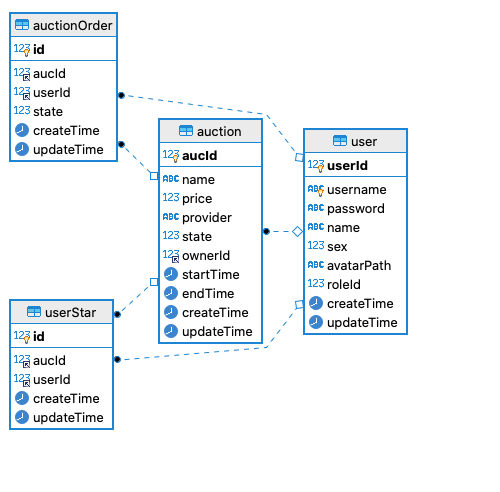 auctionOrder
123 id
123 aucId
123 userId
123 state
createTime
updateTime
auction
123 aucId
ABC name
123 price
ABC provider
123 state
123 ownerId
startTime
endTime
createTime
updateTime
user
123 userId
ABC username
ABC password
ABC name
123 sex
ABC avatarPath
123 roleId
createTime
updateTime
userStar
123 id
123 aucId
123 userId
createTime
updateTime